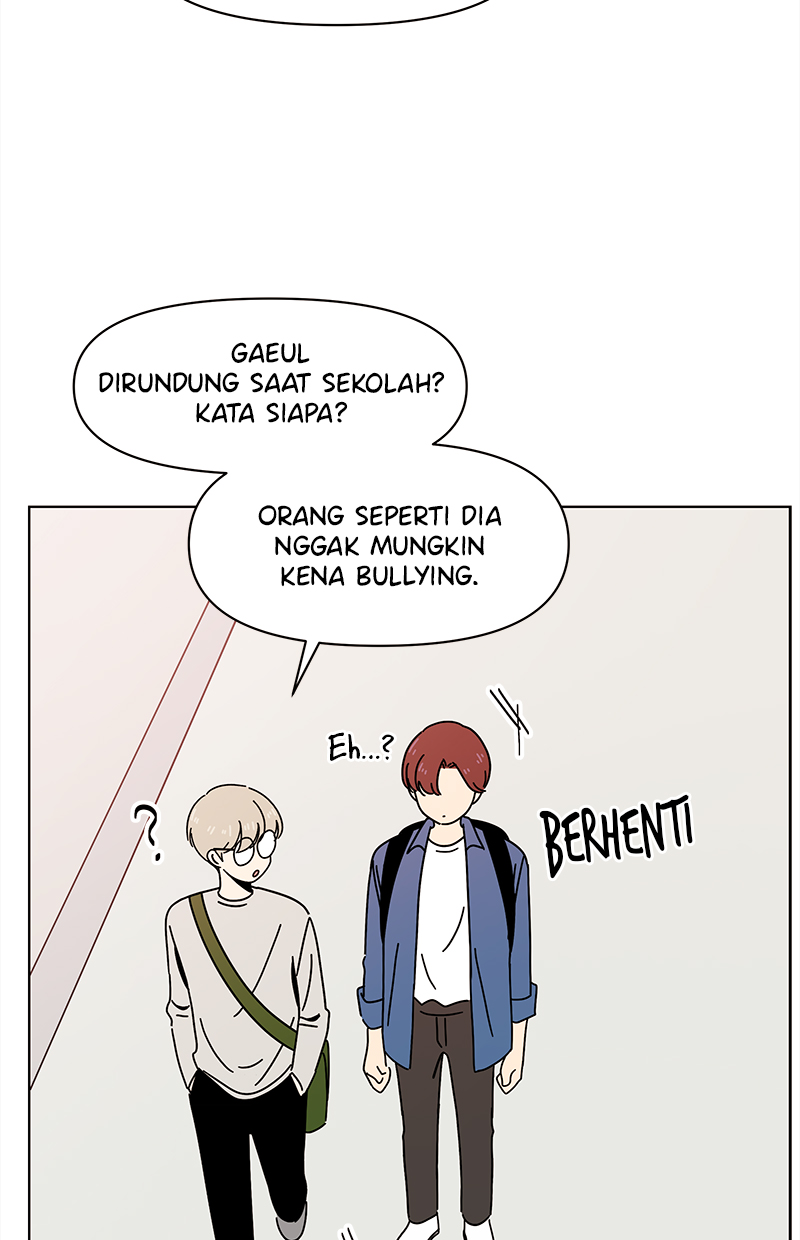 GAEUL
DIRUNDUNG SAAT SEKOLAH?
KATA SIAPA?
ORANG SEPERTI DIA
NGGAK MUNGKIN
KENA BULLYING.
Eh...?
?
BERHENTI